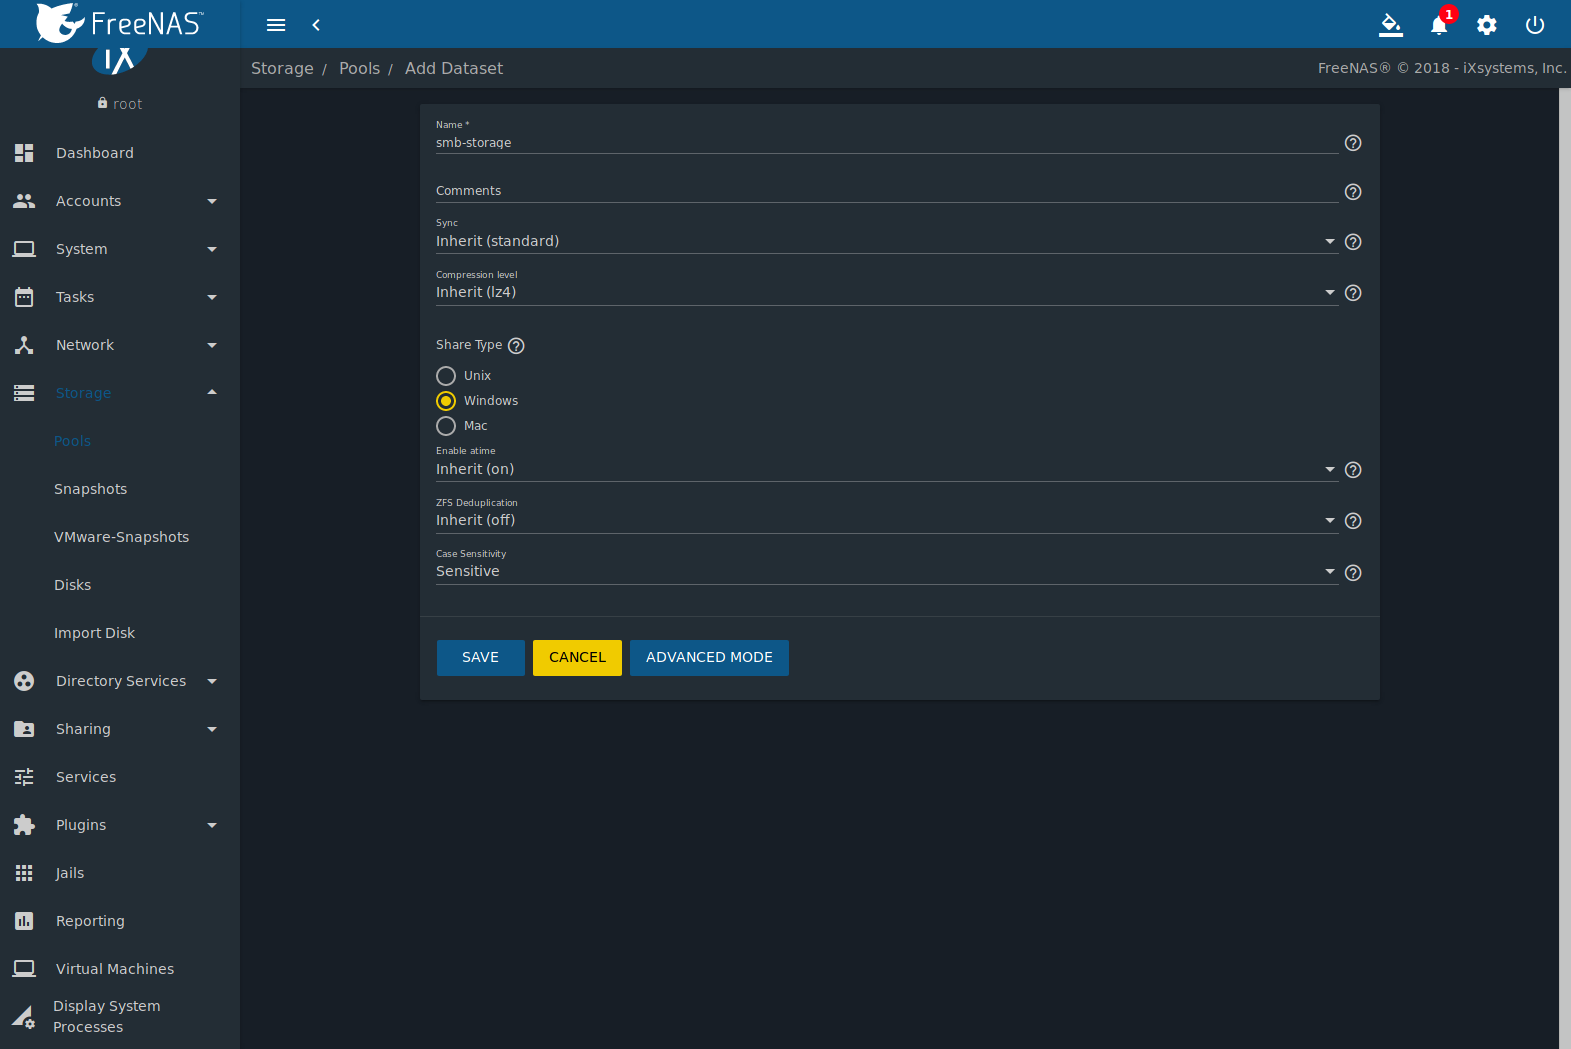 FreeNAS™
1
iX
Storage / Pools / Add Dataset
FreeNAS® © 2018 - iXsystems, Inc.
root
Dashboard
Accounts
System
Tasks
Network
Storage
Pools
Snapshots
VMware-Snapshots
Disks
Import Disk
Directory Services
Sharing
Services
Plugins
Jails
Reporting
Virtual Machines
Display System
Processes
Name *
smb-storage
Comments
Sync
Inherit (standard)
Compression level
Inherit (lz4)
Share Type
Unix
Windows
Mac
Enable atime
Inherit (on)
ZFS Deduplication
Inherit (off)
Case Sensitivity
Sensitive
SAVE CANCEL ADVANCED MODE